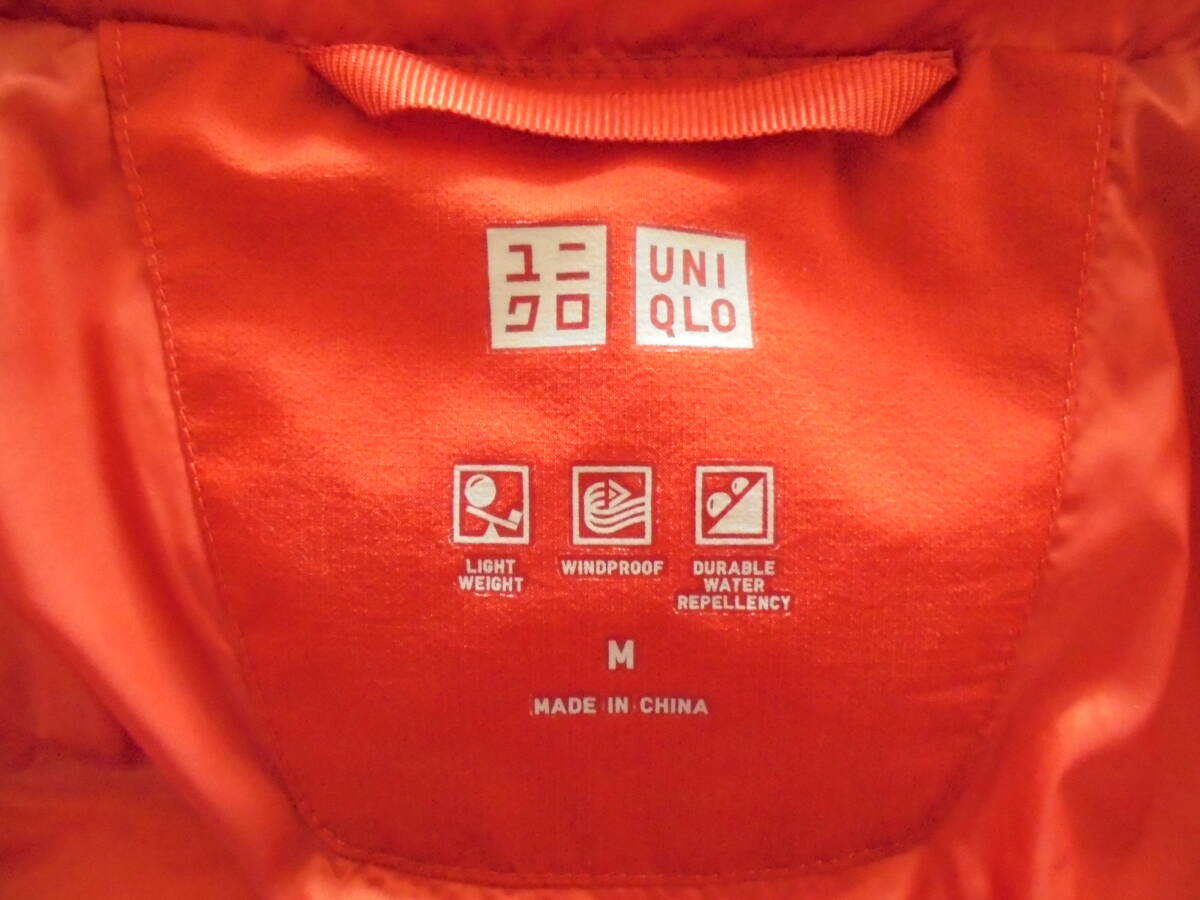 ユニ
クロ
UNI
QLO
LIGHT
WEIGHT
WINDPROOF
DURABLE
WATER
REPELLENCY
M
MADE IN CHINA